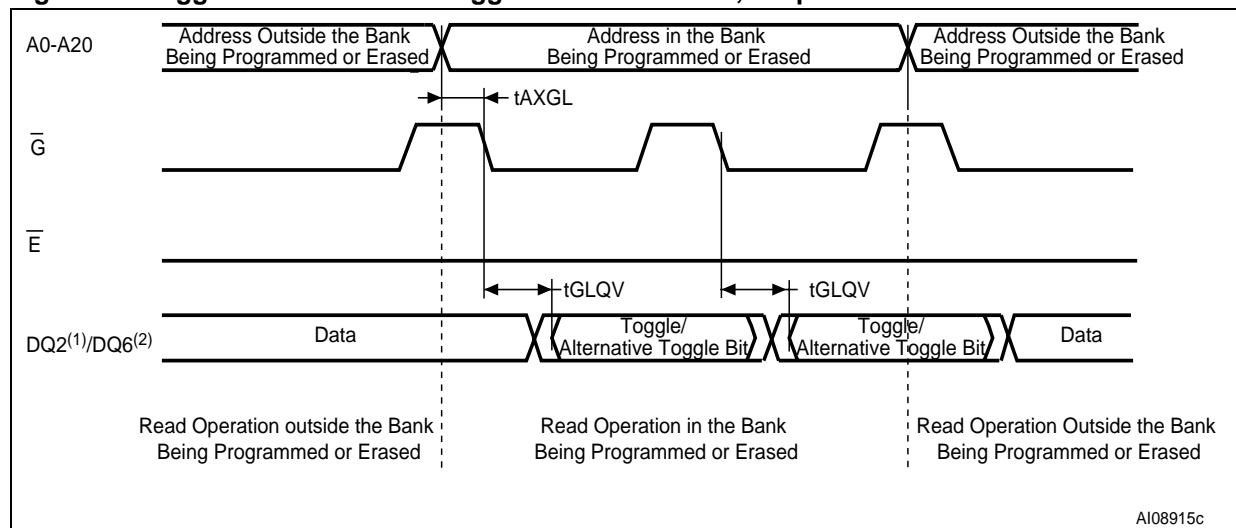 A0-A20
Address Outside the Bank
Being Programmed or Erased
Address in the Bank
Being Programmed or Erased
Address Outside the Bank
Being Programmed or Erased
tAXGL
G
E
tGLQV
tGLQV
DQ2(1)/DQ6(2)
Data
Toggle/
Alternative Toggle Bit
Toggle/
Alternative Toggle Bit
Data
Read Operation outside the Bank
Being Programmed or Erased
Read Operation in the Bank
Being Programmed or Erased
Read Operation Outside the Bank
Being Programmed or Erased
AI08915c